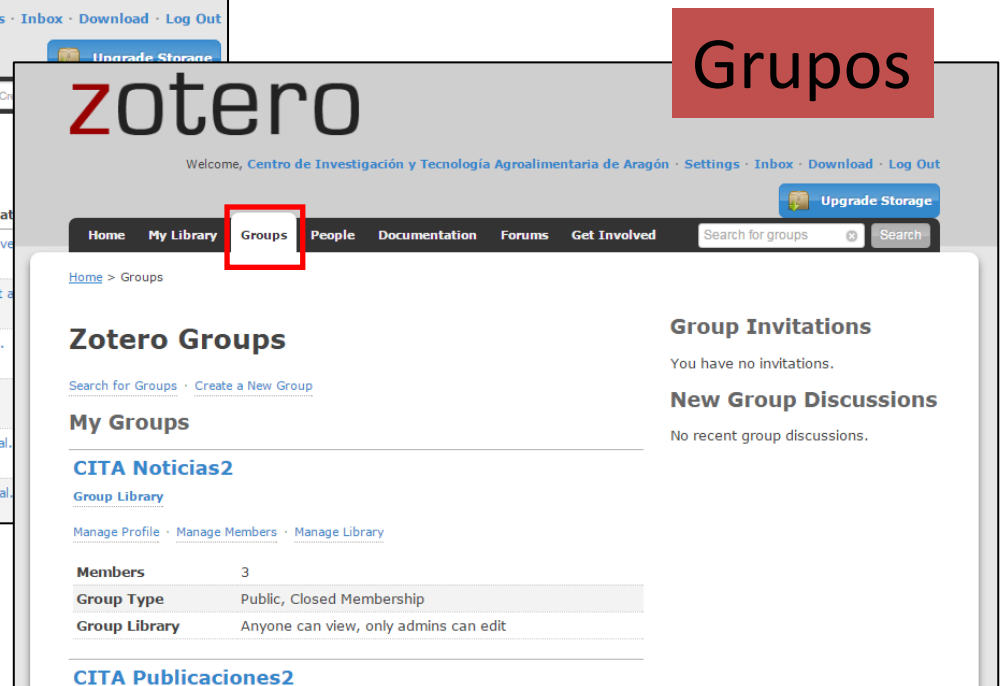 s · Inbox · Download · Log Out
Upgrade Storage
Grupos
zotero
Welcome, Centro de Investigación y Tecnología Agroalimentaria de Aragón · Settings · Inbox · Download · Log Out
Upgrade Storage
Home My Library Groups People Documentation Forums Get Involved Search for groups Search
Home > Groups
Zotero Groups
Search for Groups · Create a New Group
My Groups
CITA Noticias2
Group Library
Manage Profile · Manage Members · Manage Library
Members 3
Group Type Public, Closed Membership
Group Library Anyone can view, only admins can edit
CITA Publicaciones2
Group Invitations
You have no invitations.
New Group Discussions
No recent group discussions.